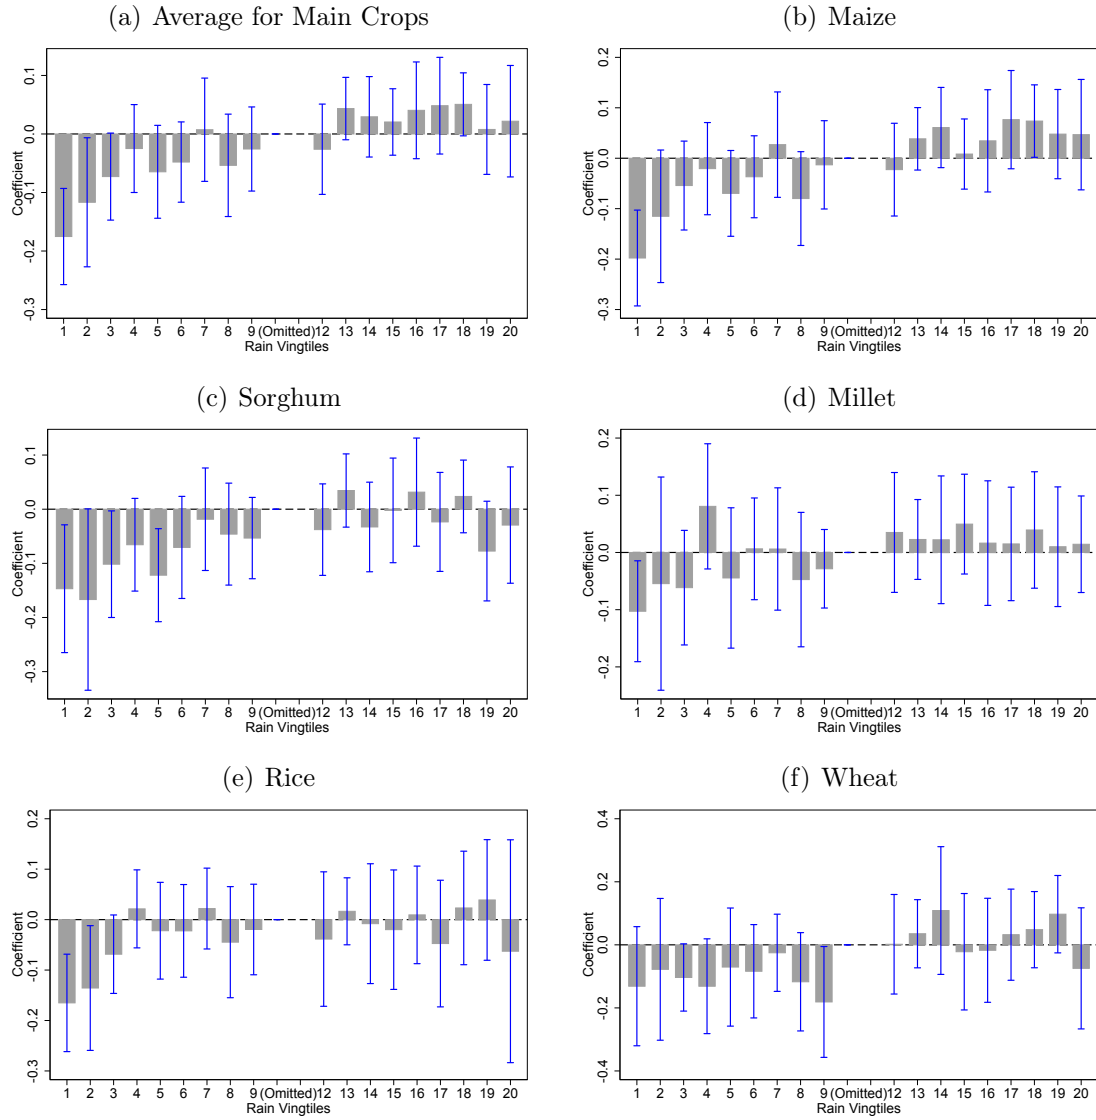 (a) Average for Main Crops
Coefficient
0.1
0.0
-0.1
-0.2
-0.3
1 2 3 4 5 6 7 8 9 (Omitted) 12 13 14 15 16 17 18 19 20
Rain Vingtiles
(b) Maize
Coefficient
0.2
0.1
0.0
-0.1
-0.2
-0.3
1 2 3 4 5 6 7 8 9 (Omitted) 12 13 14 15 16 17 18 19 20
Rain Vingtiles
(c) Sorghum
Coefficient
0.1
0.0
-0.1
-0.2
-0.3
1 2 3 4 5 6 7 8 9 (Omitted) 12 13 14 15 16 17 18 19 20
Rain Vingtiles
(d) Millet
Coefficient
0.2
0.1
0.0
-0.1
-0.2
1 2 3 4 5 6 7 8 9 (Omitted) 12 13 14 15 16 17 18 19 20
Rain Vingtiles
(e) Rice
Coefficient
0.2
0.1
0.0
-0.1
-0.2
-0.3
1 2 3 4 5 6 7 8 9 (Omitted) 12 13 14 15 16 17 18 19 20
Rain Vingtiles
(f) Wheat
Coefficient
0.4
0.2
0.0
-0.2
-0.4
1 2 3 4 5 6 7 8 9 (Omitted) 12 13 14 15 16 17 18 19 20
Rain Vingtiles